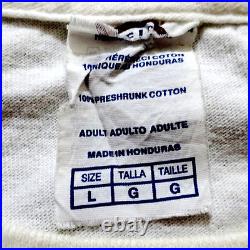 100% PRESHRUNK COTTON
ADULT ADULTO ADULTE
MADE IN HONDURAS
SIZE TALLA TAILLE
L G G